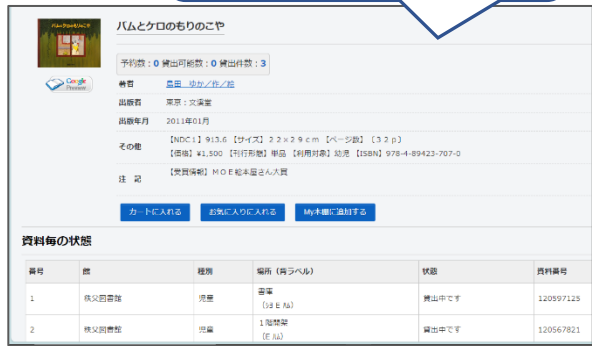 バムとケロのもりのこや
予約数：0 貸出可能数：0 貸出件数：3
著者 島田 ゆか／作／絵
出版者 東京：文溪堂
出版年月 2011年01月
その他 【NDC1】913.6 【サイズ】22×29cm 【ページ数】〔32p〕
【価格】¥1,500 【刊行形態】単品 【利用対象】幼児 【ISBN】978-4-89423-707-0
注 記 【受賞情報】MOE絵本屋さん大賞
Google
Preview
カートに入れる お気に入りに入れる My本棚に追加する
資料毎の状態
番号 館 種別 場所（背ラベル） 状態 資料番号
1 秩父図書館 児童 書庫 貸出中です 120597125
2 秩父図書館 児童 1階開架 貸出中です 120567821